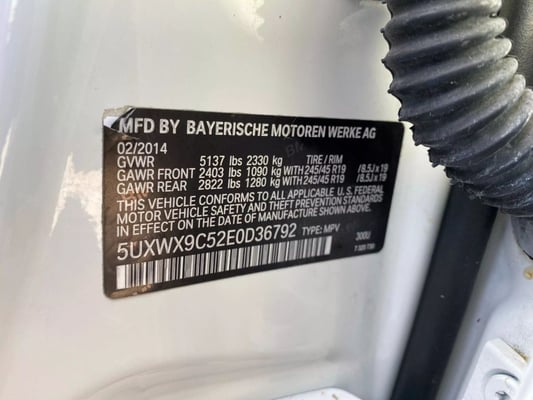 MFD BY BAYERISCHE MOTOREN WERKE AG
02/2014
GVWR 5137 lbs 2330 kg TIRE / RIM
GAWR FRONT 2403 lbs 1090 kg WITH 245/45 R19 / 8.5J x 19
GAWR REAR 2822 lbs 1280 kg WITH 245/45 R19 / 8.5J x 19
THIS VEHICLE CONFORMS TO ALL APPLICABLE U. S. FEDERAL
MOTOR VEHICLE SAFETY, BUMPER, AND THEFT PREVENTION STANDARDS
IN EFFECT ON THE DATE OF MANUFACTURE SHOWN ABOVE.
5UXWX9C52E0D36792 TYPE: MPV
300U